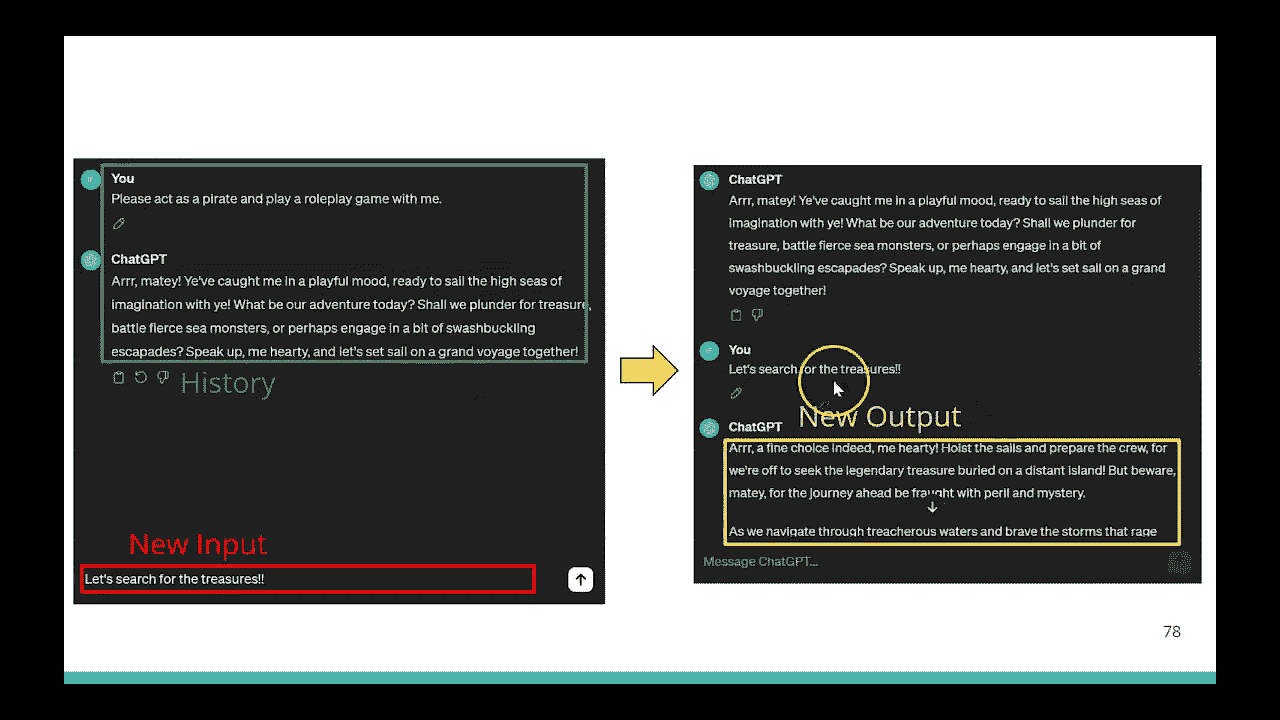 You
Please act as a pirate and play a roleplay game with me.
ChatGPT
Arrr, matey! Ye've caught me in a playful mood, ready to sail the high seas of
imagination with ye! What be our adventure today? Shall we plunder for treasure,
battle fierce sea monsters, or perhaps engage in a bit of swashbuckling
escapades? Speak up, me hearty, and let's set sail on a grand voyage together!
History
New Input
Let's search for the treasures!!
ChatGPT
Arrr, matey! Ye've caught me in a playful mood, ready to sail the high seas of
imagination with ye! What be our adventure today? Shall we plunder for
treasure, battle fierce sea monsters, or perhaps engage in a bit of
swashbuckling escapades? Speak up, me hearty, and let's set sail on a grand
voyage together!
You
Let's search for the treasures!!
New Output
ChatGPT
Arrr, a fine choice indeed, me hearty! Hoist the sails and prepare the crew, for
we're off to seek the legendary treasure buried on a distant island! But beware,
matey, for the journey ahead be fraught with peril and mystery.
As we navigate through treacherous waters and brave the storms that rage
Message ChatGPT...
78